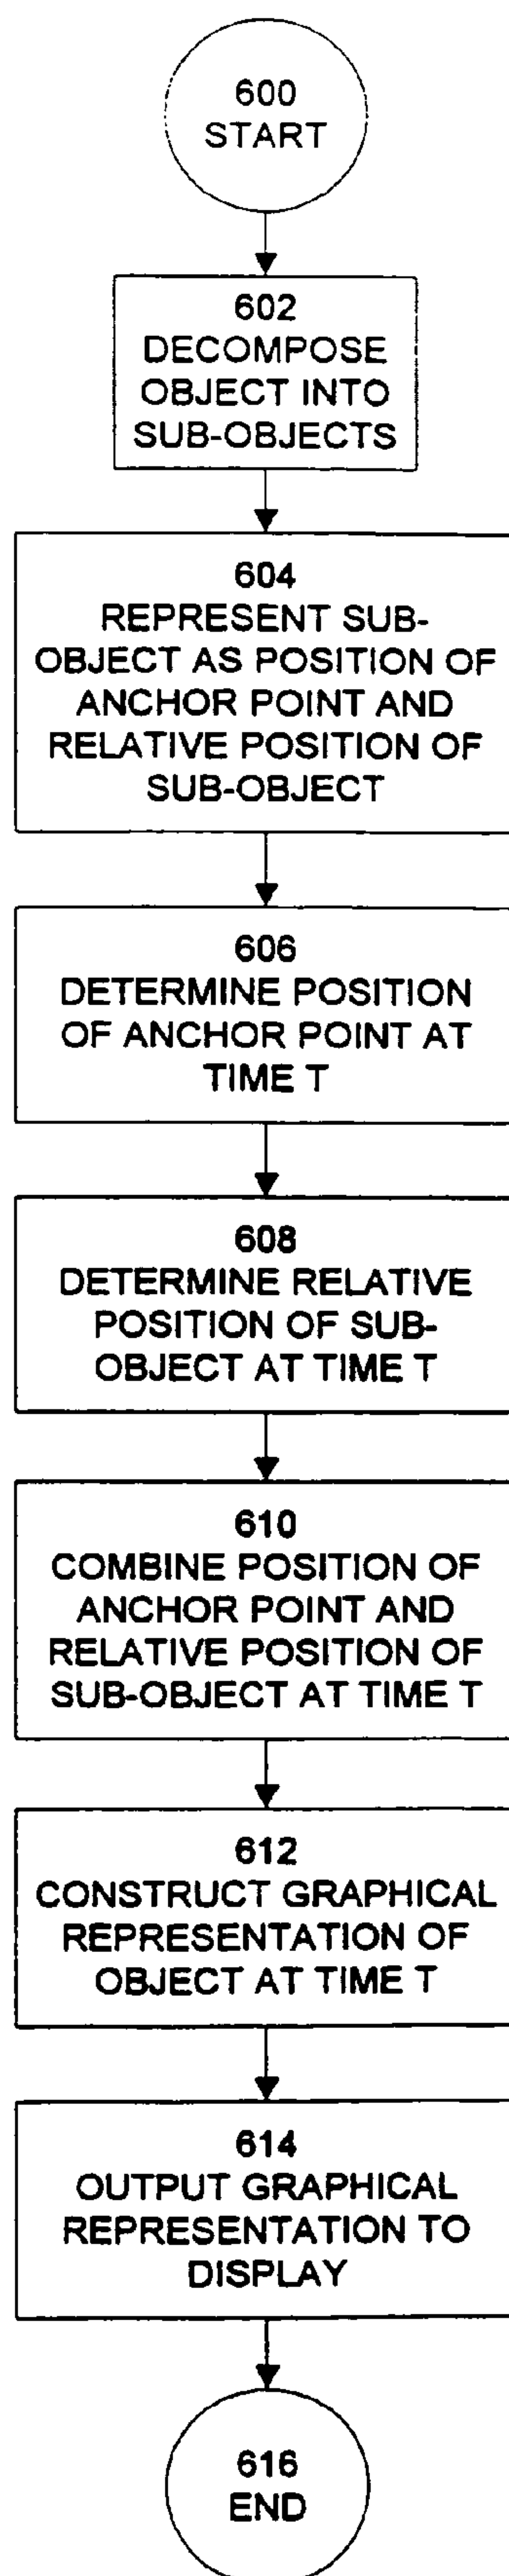 600
START
602
DECOMPOSE
OBJECT INTO
SUB-OBJECTS
604
REPRESENT SUB-
OBJECT AS POSITION OF
ANCHOR POINT AND
RELATIVE POSITION OF
SUB-OBJECT
606
DETERMINE POSITION
OF ANCHOR POINT AT
TIME T
608
DETERMINE RELATIVE
POSITION OF SUB-
OBJECT AT TIME T
610
COMBINE POSITION OF
ANCHOR POINT AND
RELATIVE POSITION OF
SUB-OBJECT AT TIME T
612
CONSTRUCT GRAPHICAL
REPRESENTATION OF
OBJECT AT TIME T
614
OUTPUT GRAPHICAL
REPRESENTATION TO
DISPLAY
616
END